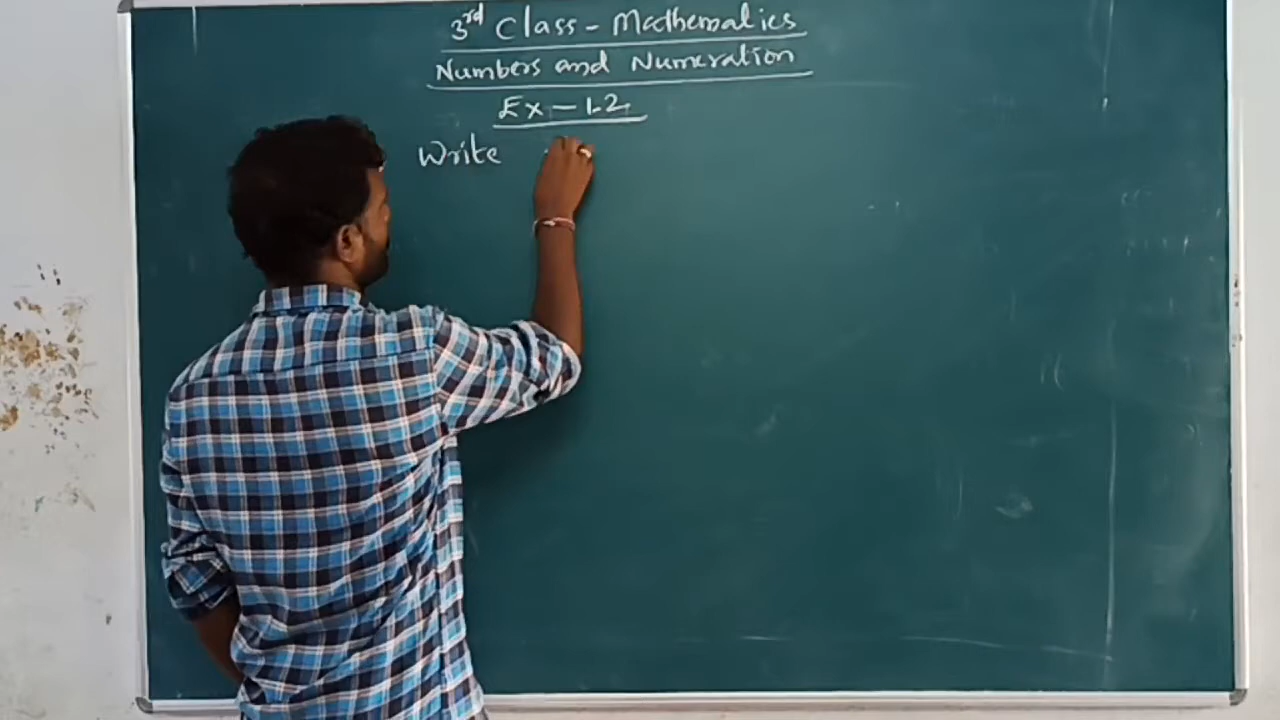 3rd Class - Mathematics
Numbers and Numeration
Ex - 1.2
Write